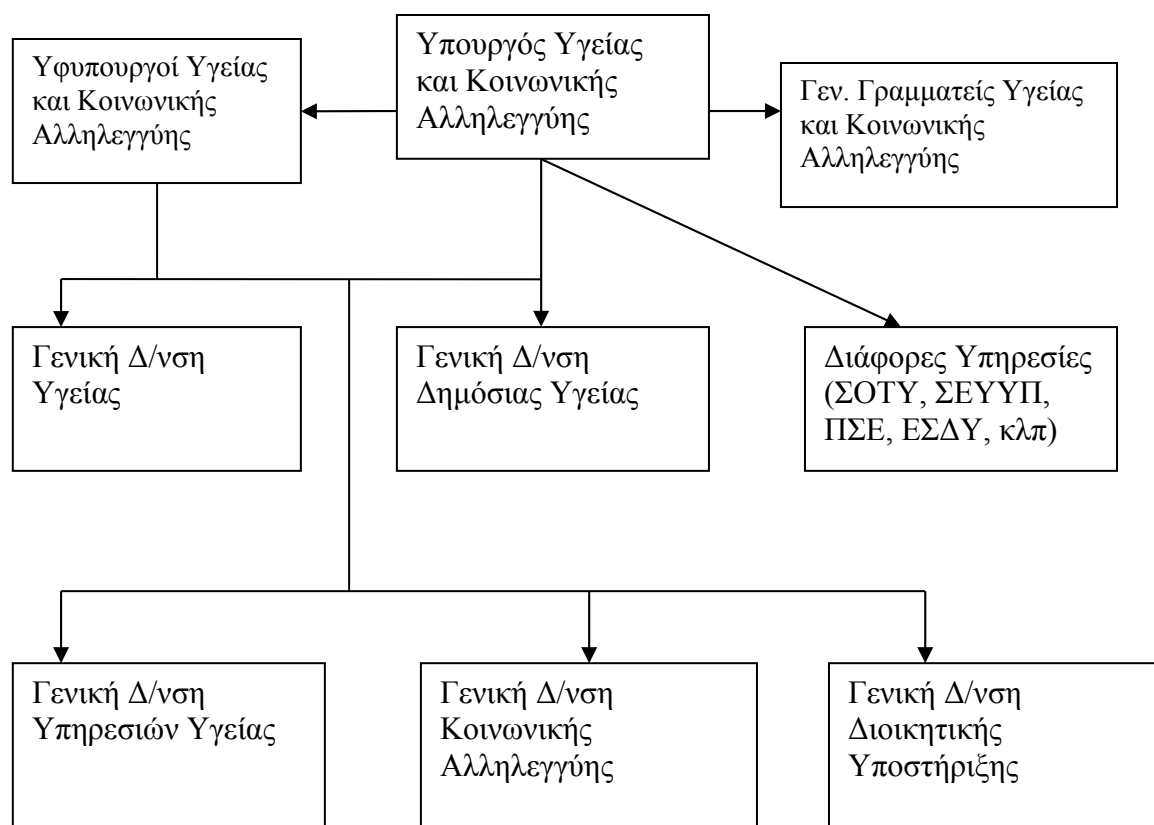 Υφυπουργοί Υγείας
και Κοινωνικής
Αλληλεγγύης
Υπουργός Υγείας
και Κοινωνικής
Αλληλεγγύης
Γεν. Γραμματείς Υγείας
και Κοινωνικής
Αλληλεγγύης
Γενική Δ/νση
Υγείας
Γενική Δ/νση
Δημόσιας Υγείας
Διάφορες Υπηρεσίες
(ΣΟΤΥ, ΣΕΥΥΠ,
ΠΣΕ, ΕΣΔΥ, κλπ)
Γενική Δ/νση
Υπηρεσιών Υγείας
Γενική Δ/νση
Κοινωνικής
Αλληλεγγύης
Γενική Δ/νση
Διοικητικής
Υποστήριξης